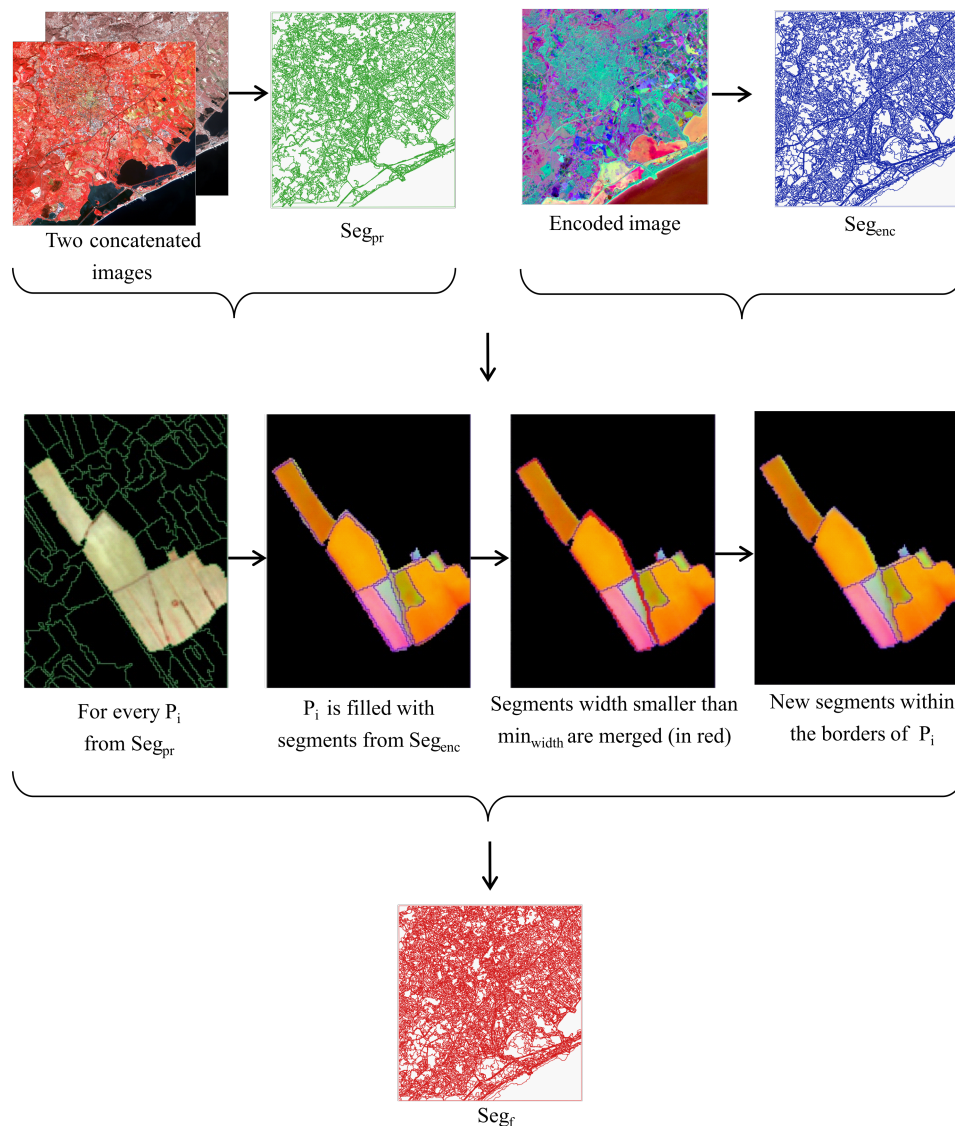 Two concatenated
images
Seg_pr
Encoded image
Seg_enc
For every P_i
from Seg_pr
P_i is filled with
segments from Seg_enc
Segments width smaller than
min_width are merged (in red)
New segments within
the borders of P_i
Seg_f